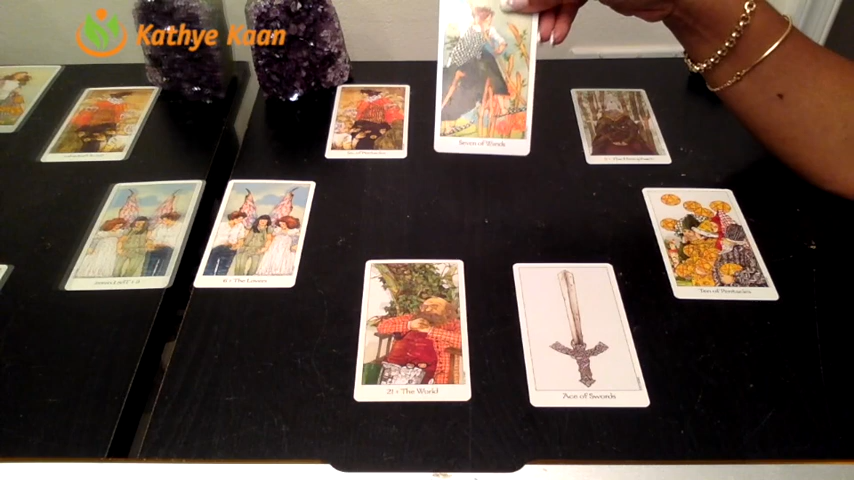 Kathye Kaan
Seven of Wands
6 • The Lovers
Ten of Pentacles
21 • The World
Ace of Swords